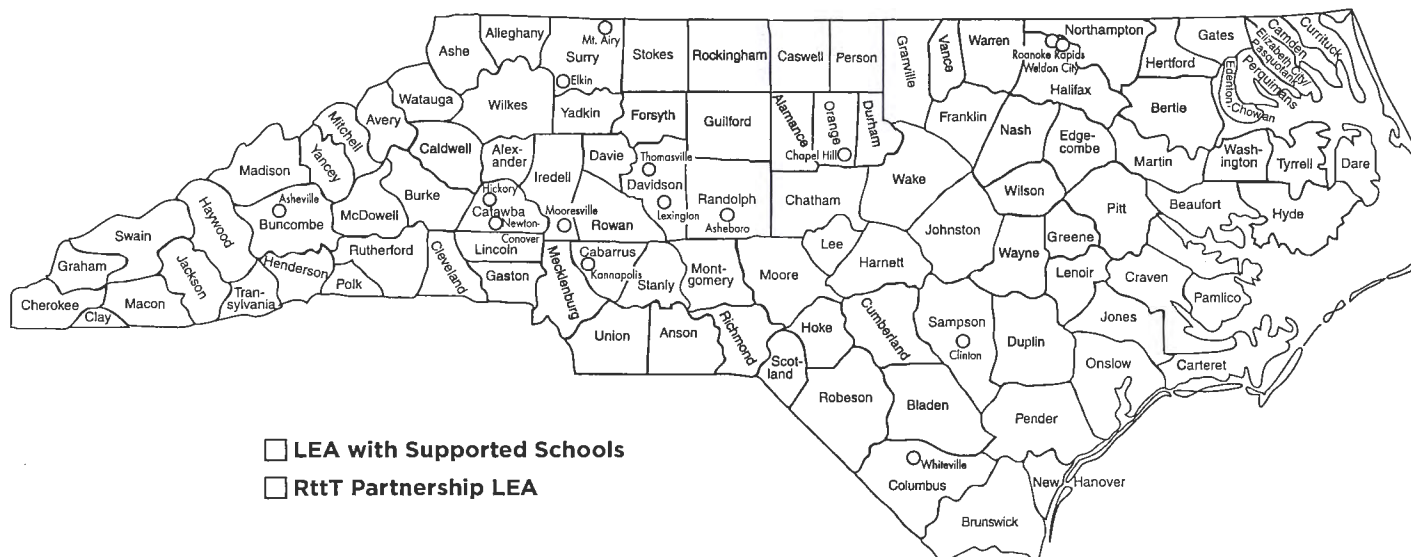 Ashe
Alleghany
Mt. Airy
Surry
Elkin
Stokes
Rockingham
Caswell
Person
Granville
Vance
Warren
Northampton
Roanoke Rapids
Weldon City
Halifax
Gates
Hertford
Camden
Currituck
Elizabeth City/
Pasquotank
Perquimans
Edenton-Chowan
Bertie
Watauga
Wilkes
Yadkin
Forsyth
Guilford
Alamance
Orange
Chapel Hill
Durham
Franklin
Nash
Edge-
combe
Martin
Wash-
ington
Tyrrell
Dare
Mitchell
Avery
Yancey
Caldwell
Alex-
ander
Iredell
Davie
Thomasville
Davidson
Lexington
Randolph
Asheboro
Chatham
Wake
Wilson
Johnston
Pitt
Beaufort
Hyde
Madison
Asheville
Buncombe
McDowell
Burke
Hickory
Catawba
Newton-
Conover
Mooresville
Rowan
Haywood
Swain
Graham
Jackson
Henderson
Rutherford
Polk
Cleveland
Lincoln
Gaston
Mecklenburg
Cabarrus
Kannapolis
Stanly
Mont-
gomery
Moore
Lee
Harnett
Wayne
Greene
Lenoir
Craven
Pamlico
Cherokee
Clay
Macon
Tran-
sylvania
Union
Anson
Richmond
Scot-
land
Hoke
Cumberland
Sampson
Clinton
Duplin
Jones
Onslow
Carteret
Robeson
Bladen
Pender
Whiteville
Columbus
New Hanover
Brunswick
LEA with Supported Schools
RttT Partnership LEA